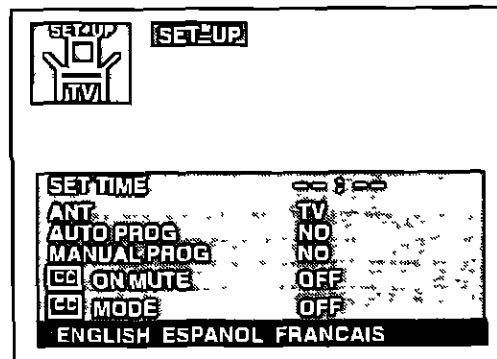 SET-UP
TV
SET-UP
SET TIME --:--
ANT TV
AUTO PROG NO
MANUAL PROG NO
CC ON MUTE OFF
CC MODE OFF
ENGLISH ESPANOL FRANCAIS